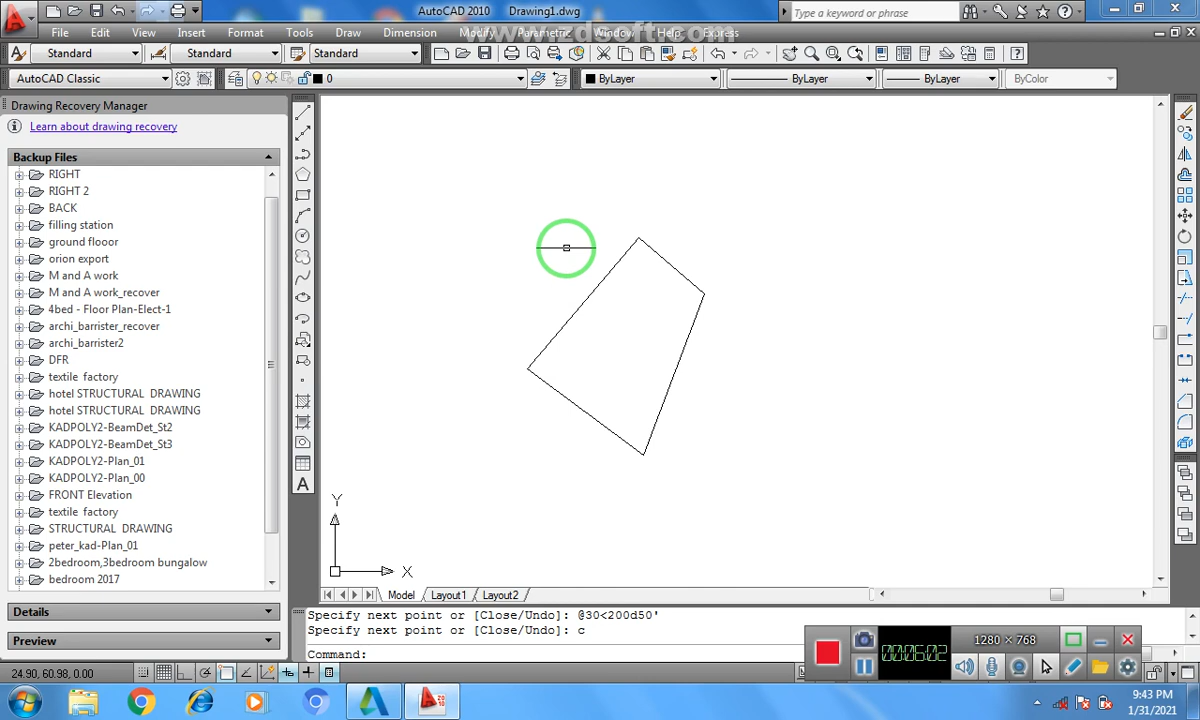 AutoCAD 2010 Drawing1.dwg
Type a keyword or phrase
File Edit View Insert Format Tools Draw Dimension Modify Parametric Window Help Express
Standard Standard Standard
AutoCAD Classic 0 ByLayer ByLayer ByLayer ByColor
Drawing Recovery Manager
Learn about drawing recovery
Backup Files
RIGHT
RIGHT 2
BACK
filling station
ground flooor
orion export
M and A work
M and A work_recover
4bed - Floor Plan-Elect-1
archi_barrister_recover
archi_barrister2
DFR
textile factory
hotel STRUCTURAL DRAWING
hotel STRUCTURAL DRAWING
KADPOLY2-BeamDet_St2
KADPOLY2-BeamDet_St3
KADPOLY2-Plan_01
KADPOLY2-Plan_00
FRONT Elevation
textile factory
STRUCTURAL DRAWING
peter_kad-Plan_01
2bedroom,3bedroom bungalow
bedroom 2017
Details
Preview
A
Y
X
Model Layout1 Layout2
Specify next point or [Close/Undo]: @30<200d50'
Specify next point or [Close/Undo]: c
Command:
00:06:02
1280 × 768
24.90, 60.98, 0.00
9:43 PM
1/31/2021